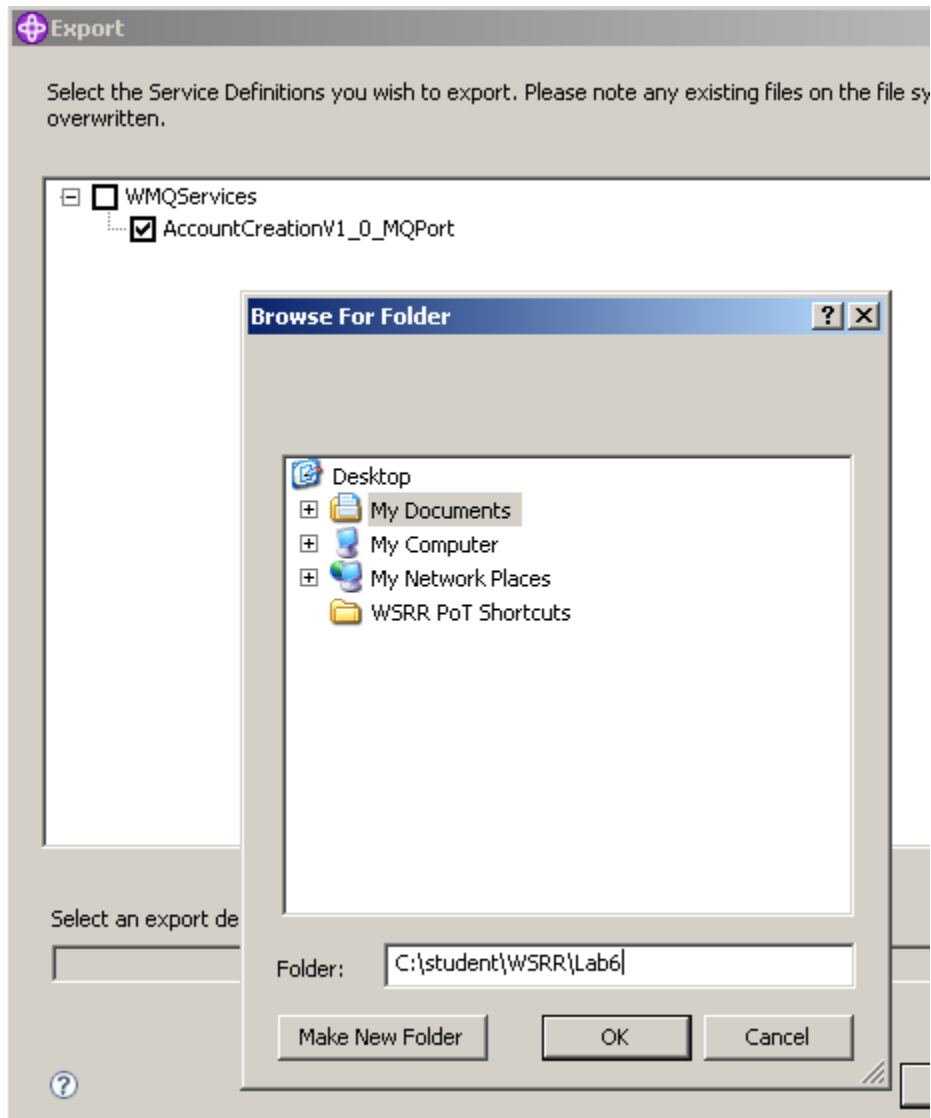 Export
Select the Service Definitions you wish to export. Please note any existing files on the file
overwritten.
WMQServices
AccountCreationV1_0_MQPort
Browse For Folder
Desktop
My Documents
My Computer
My Network Places
WSRR PoT Shortcuts
Select an export
Folder:
C:\student\WSRR\Lab6
Make New Folder
OK
Cancel